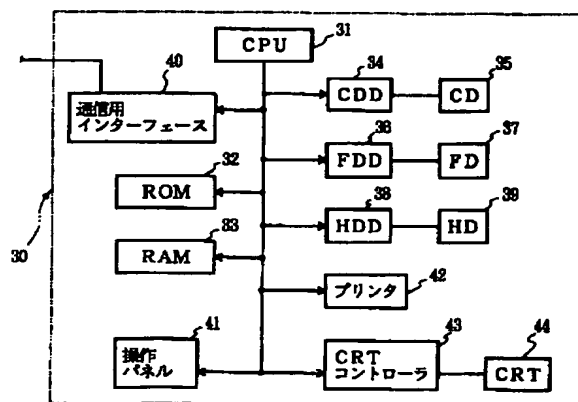 31
CPU
40
通信用
インターフェース
34
CDD
35
CD
36
FDD
37
FD
32
ROM
38
HDD
39
HD
33
RAM
30
プリンタ
42
41
操作
パネル
43
CRT
コントローラ
44
CRT